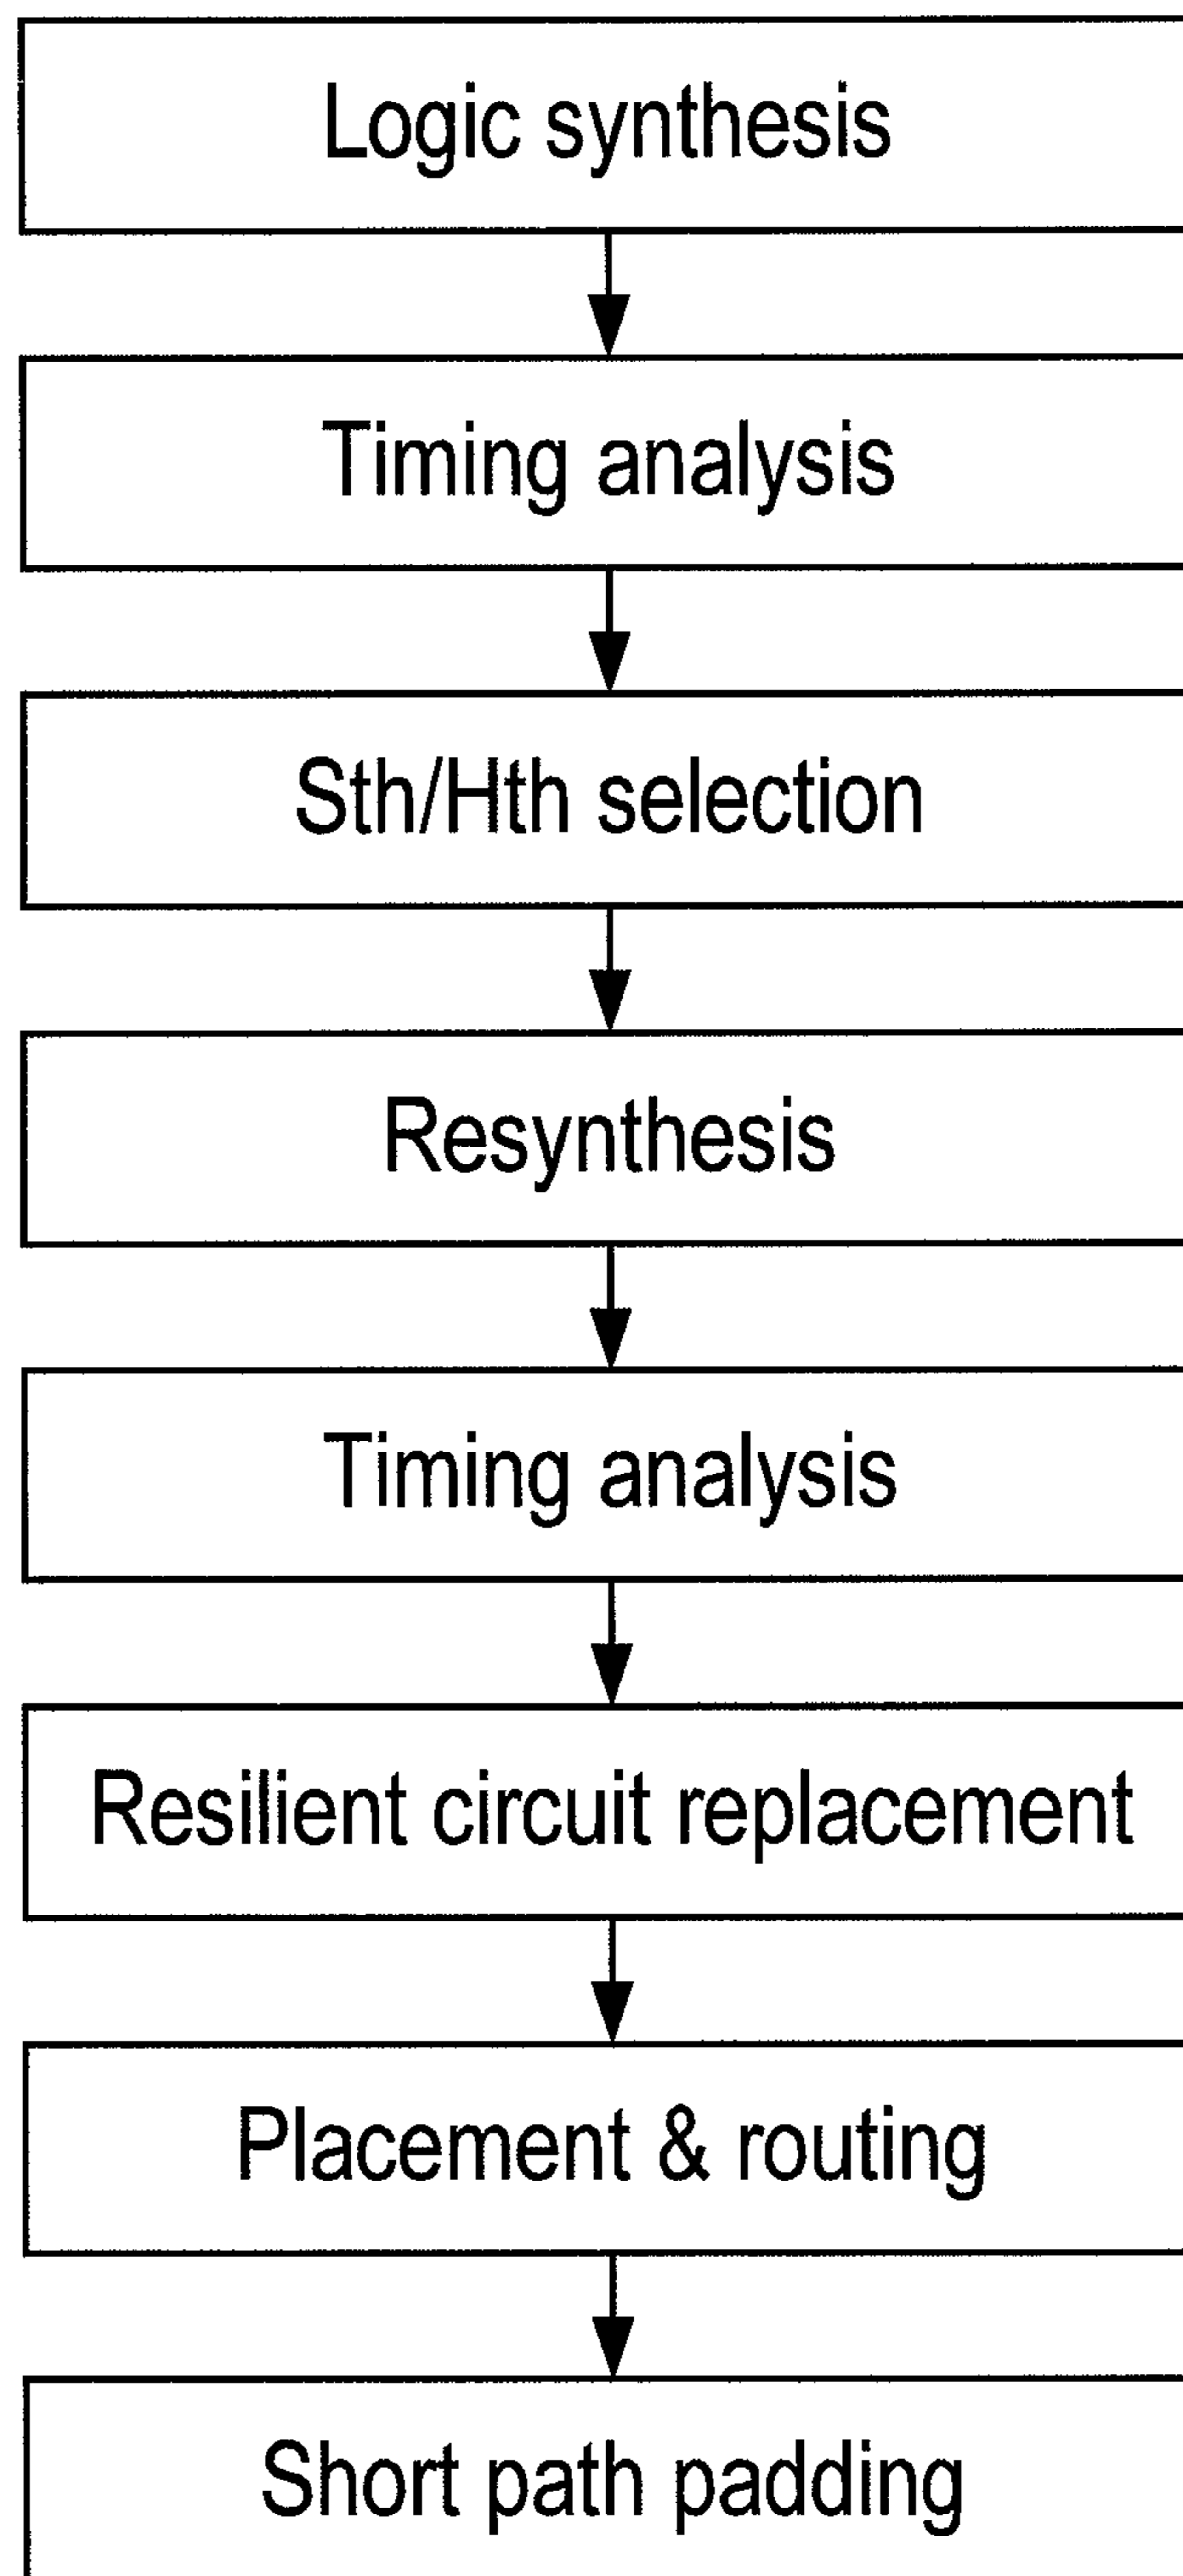 Logic synthesis
Timing analysis
Sth/Hth selection
Resynthesis
Timing analysis
Resilient circuit replacement
Placement & routing
Short path padding